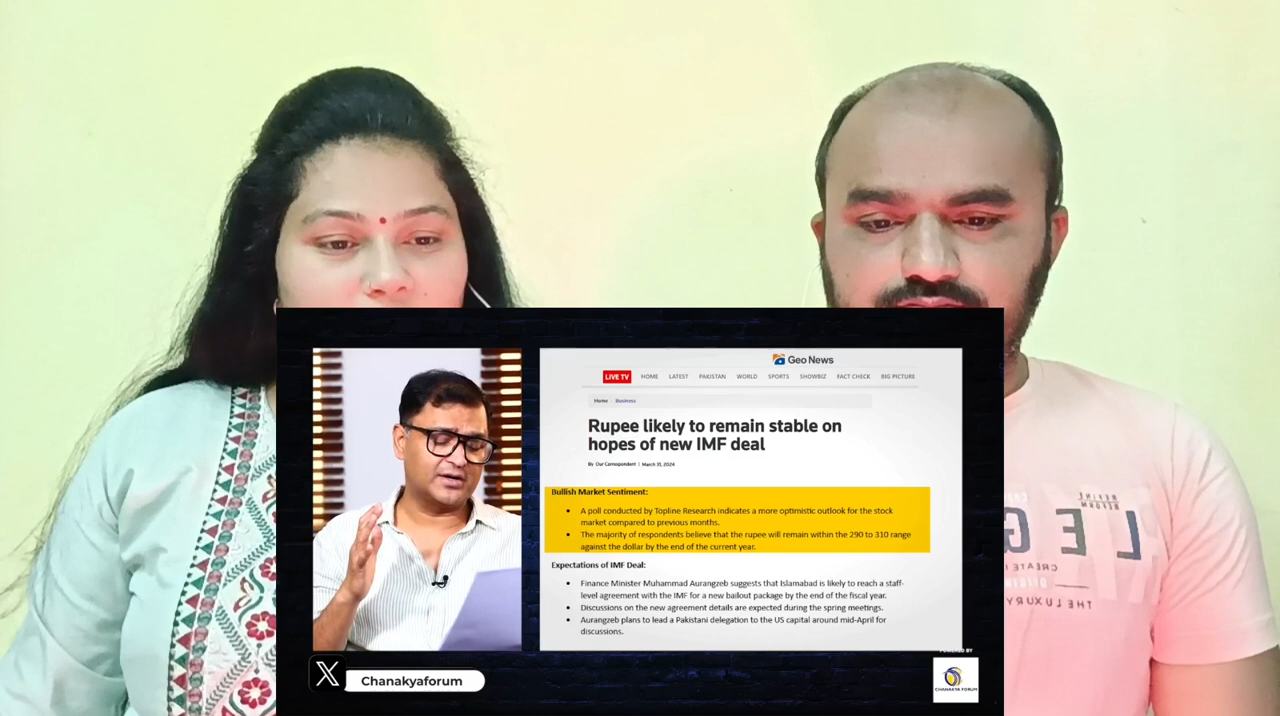 Geo News
LIVE TV HOME LATEST PAKISTAN WORLD SPORTS SHOWBIZ FACT CHECK BIG PICTURE
Home Business
Rupee likely to remain stable on
hopes of new IMF deal
By Our Correspondent | March 31, 2024
Bullish Market Sentiment:
• A poll conducted by Topline Research indicates a more optimistic outlook for the stock
market compared to previous months.
• The majority of respondents believe that the rupee will remain within the 290 to 310 range
against the dollar by the end of the current year.
Expectations of IMF Deal:
• Finance Minister Muhammad Aurangzeb suggests that Islamabad is likely to reach a staff-
level agreement with the IMF for a new bailout package by the end of the fiscal year.
• Discussions on the new agreement details are expected during the spring meetings.
• Aurangzeb plans to lead a Pakistani delegation to the US capital around mid-April for
discussions.
X Chanakyaforum
POWERED BY
CHANAKYA FORUM
REFINE
REFORM
LEG
CREATE
THE LUXURY